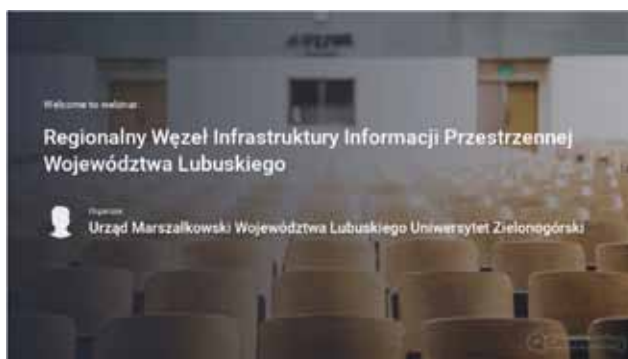 Welcome to webinar
Regionalny Węzeł Infrastruktury Informacji Przestrzennej
Województwa Lubuskiego
Organizer
Urząd Marszałkowski Województwa Lubuskiego Uniwersytet Zielonogórski